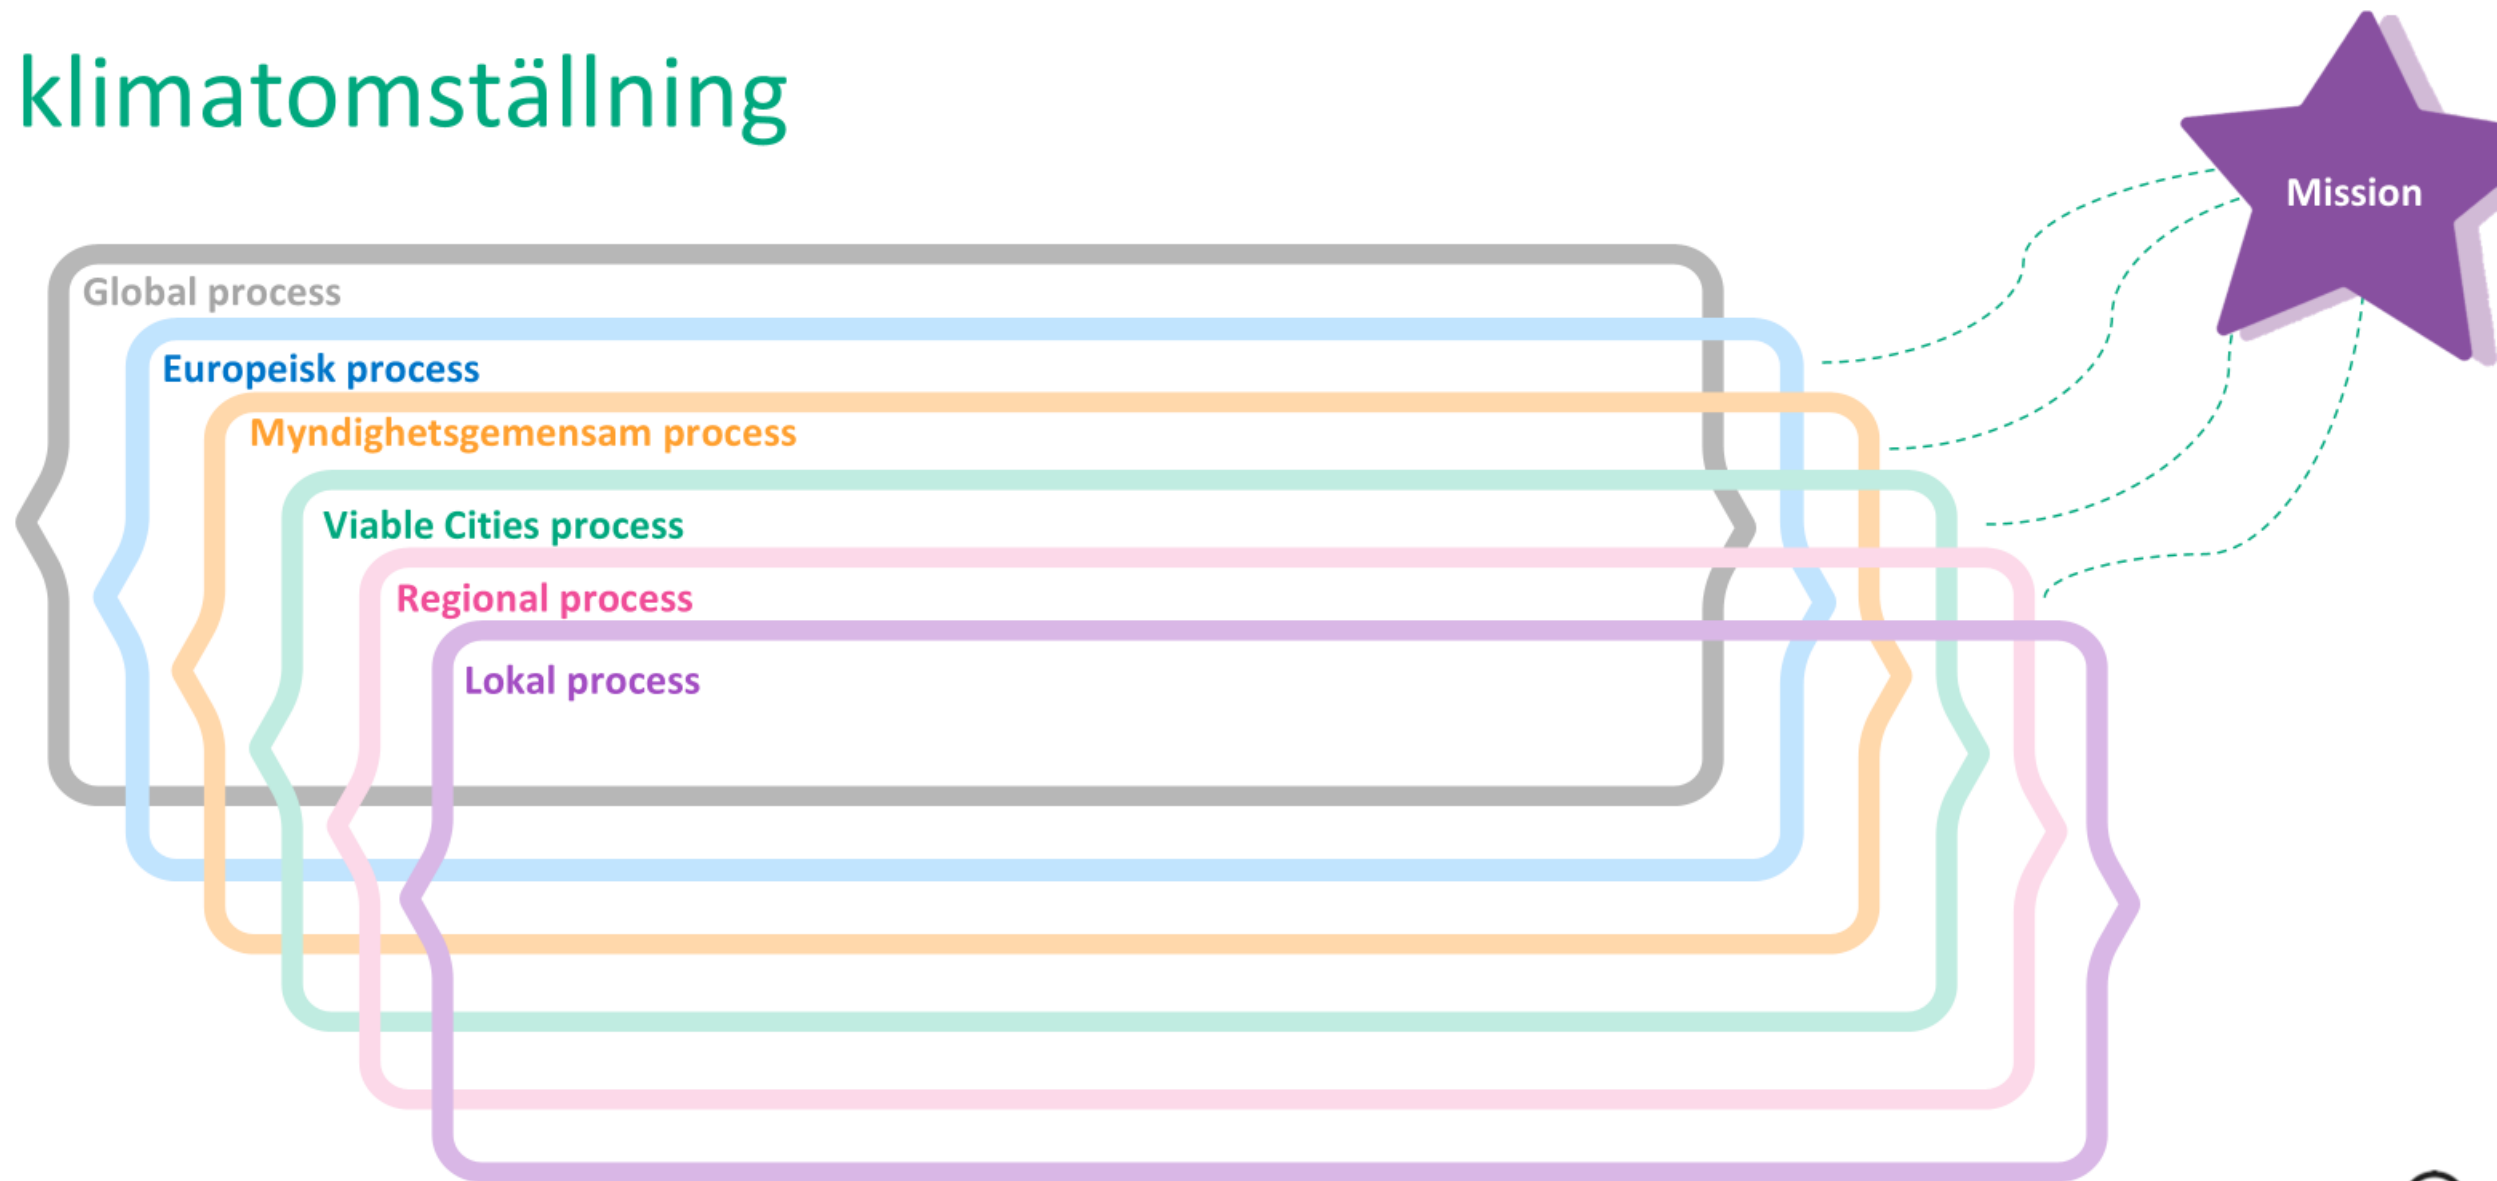 klimatomställning
Mission
Global process
Europeisk process
Myndighetsgemensam process
Viable Cities process
Regional process
Lokal process